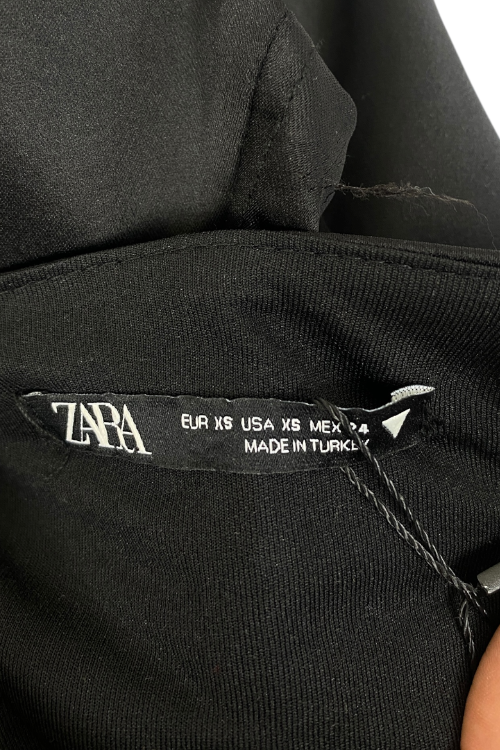 ZARA
EUR XS USA XS MEX 24
MADE IN TURKEY